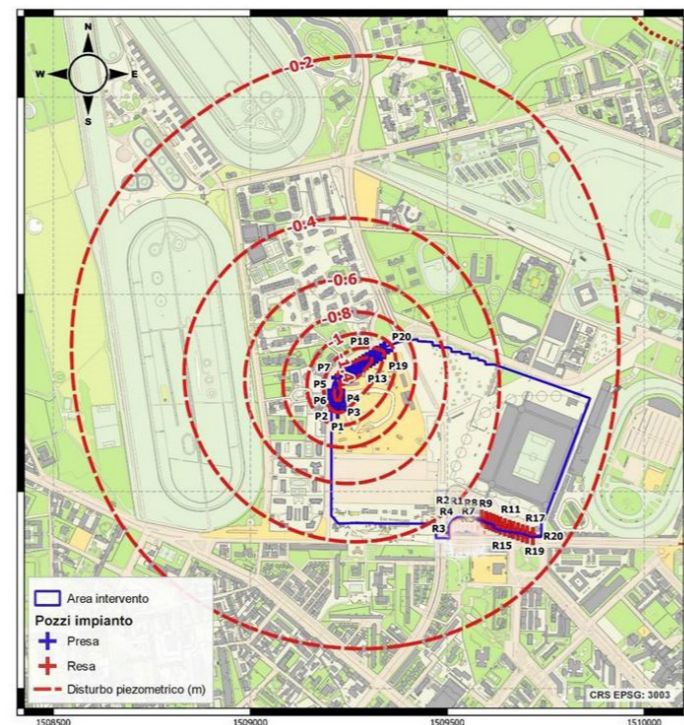 N
W E
S
-0.2
-0.4
-0.6
-0.8
-1
P20
P18
P7
P19
P13
P5
P6
P4
P2
P3
P1
R2 R1 R8 R9
R4 R7
R11
R17
R3
R20
R15
R19
Area intervento
Pozzi impianto
Presa
Resa
Disturbo piezometrico (m)
CRS EPSG: 3003
1508500 1509000 1509500 1510000